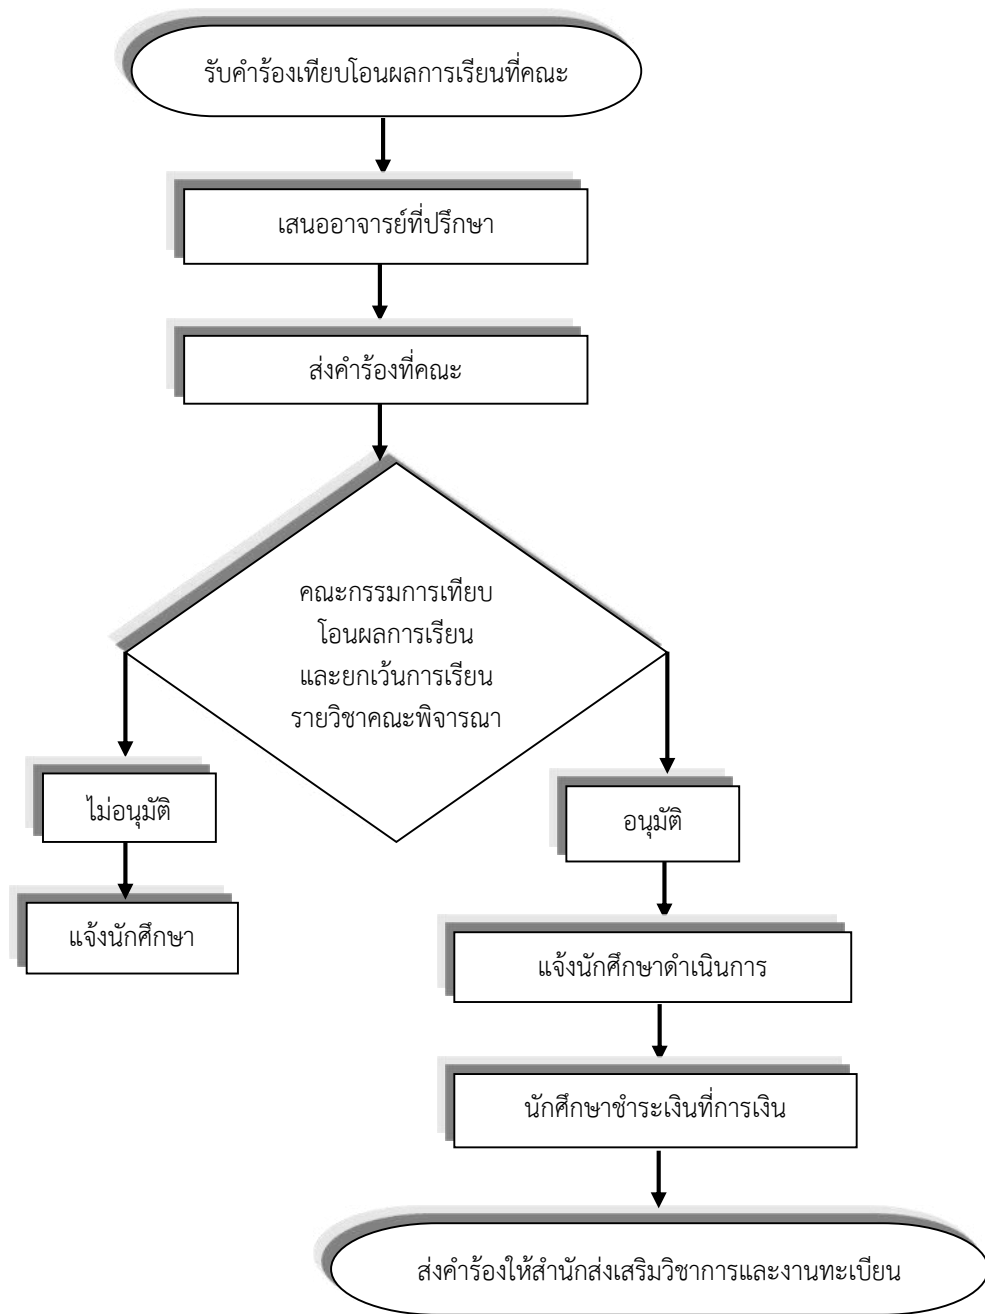 รับคำร้องเทียบโอนผลการเรียนที่คณะ
เสนออาจารย์ที่ปรึกษา
ส่งคำร้องที่คณะ
คณะกรรมการเทียบ
โอนผลการเรียน
และยกเว้นการเรียน
รายวิชาคณะพิจารณา
ไม่อนุมัติ
อนุมัติ
แจ้งนักศึกษา
แจ้งนักศึกษาดำเนินการ
นักศึกษาชำระเงินที่การเงิน
ส่งคำร้องให้สำนักส่งเสริมวิชาการและงานทะเบียน